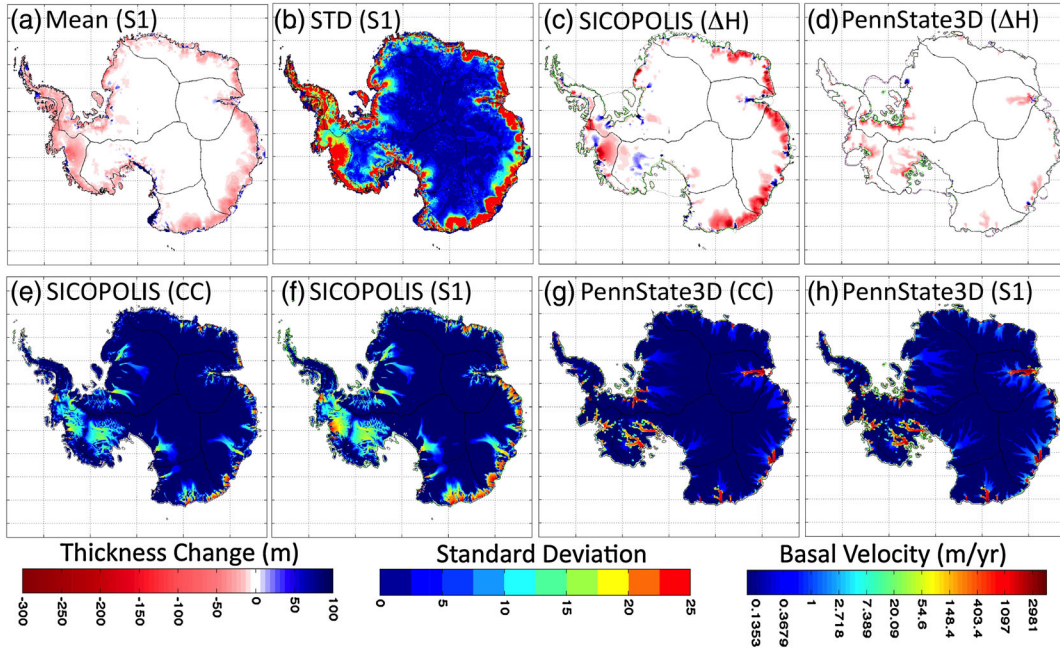 (a) Mean (S1)
(b) STD (S1)
(c) SICOPOLIS (ΔH)
(d) PennState3D (ΔH)
(e) SICOPOLIS (CC)
(f) SICOPOLIS (S1)
(g) PennState3D (CC)
(h) PennState3D (S1)
Thickness Change (m)
-300 -250 -200 -150 -100 -50 0 50 100
Standard Deviation
0 5 10 15 20 25
Basal Velocity (m/yr)
0.1353 0.3679 1 2.718 7.389 20.09 54.6 148.4 403.4 1097 2981